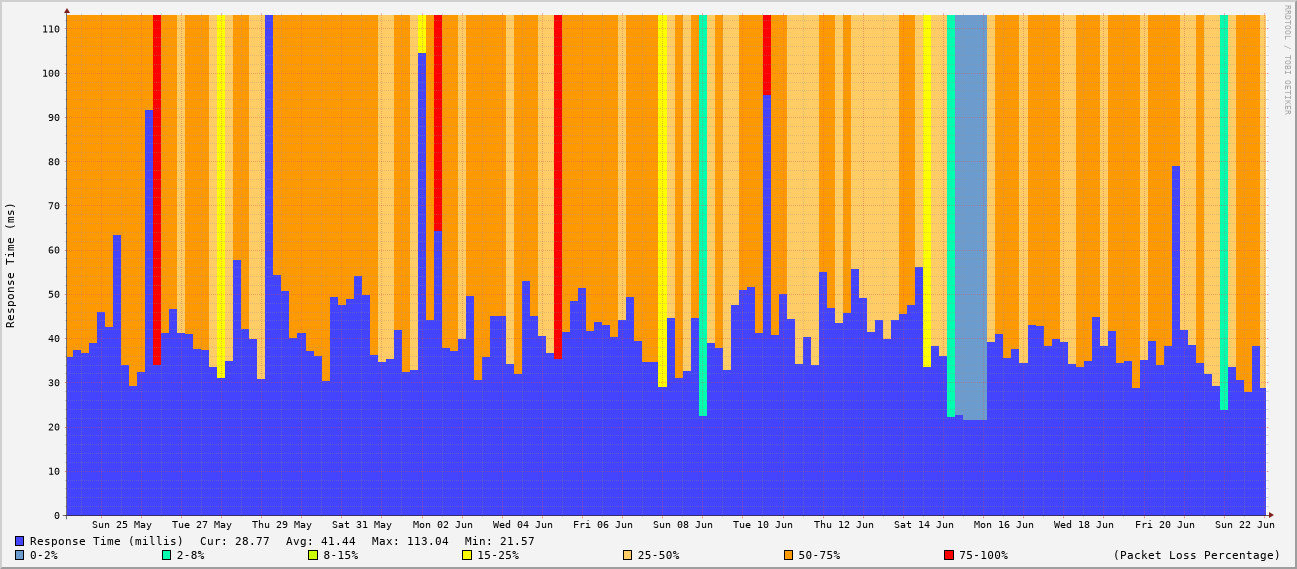 RRDTOOL / TOBI OETIKER
Response Time (ms)
110
100
90
80
70
60
50
40
30
20
10
0
Sun 25 May Tue 27 May Thu 29 May Sat 31 May Mon 02 Jun Wed 04 Jun Fri 06 Jun Sun 08 Jun Tue 10 Jun Thu 12 Jun Sat 14 Jun Mon 16 Jun Wed 18 Jun Fri 20 Jun Sun 22 Jun
Response Time (millis) Cur: 28.77 Avg: 41.44 Max: 113.04 Min: 21.57
0-2% 2-8% 8-15% 15-25% 25-50% 50-75% 75-100% (Packet Loss Percentage)